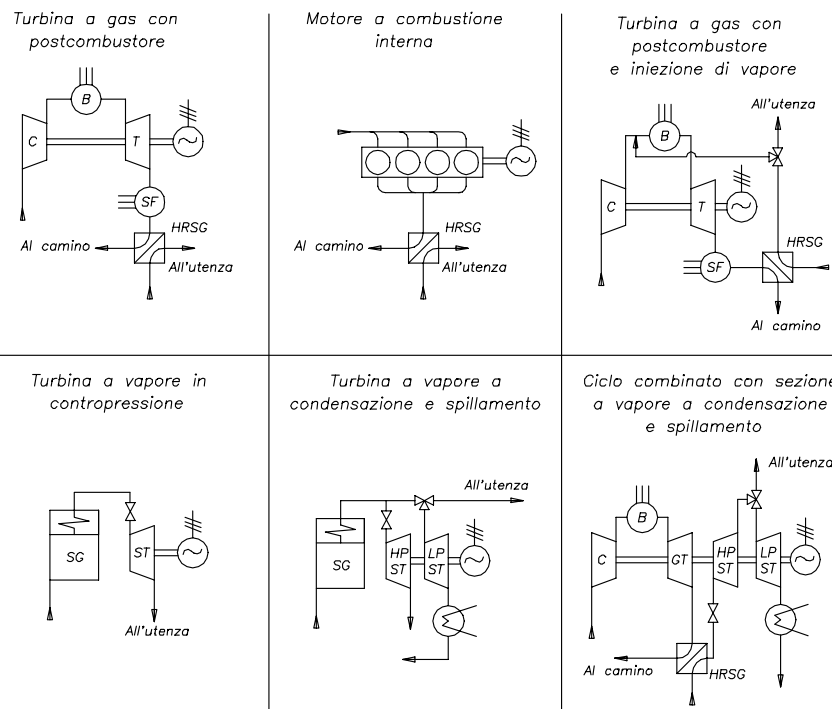 Turbina a gas con
postcombustore
B
C
T
SF
HRSG
Al camino
All'utenza
Motore a combustione
interna
HRSG
Al camino
All'utenza
Turbina a gas con
postcombustore
e iniezione di vapore
All'utenza
B
C
T
HRSG
SF
Al camino
Turbina a vapore in
contropressione
SG
ST
All'utenza
Turbina a vapore a
condensazione e spillamento
All'utenza
SG
HP
ST
LP
ST
Ciclo combinato con sezione
a vapore a condensazione
e spillamento
All'utenza
B
C
GT
HP
ST
LP
ST
Al camino
HRSG